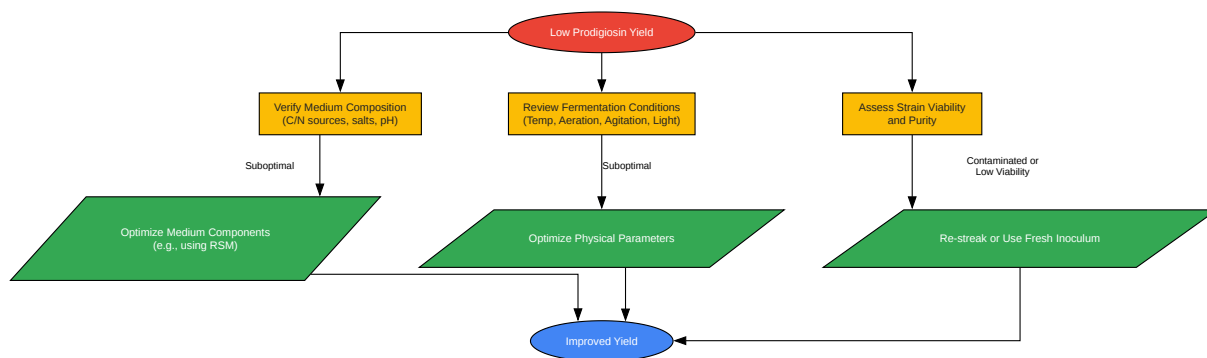 Low Prodigiosin Yield
Verify Medium Composition
(C/N sources, salts, pH)
Review Fermentation Conditions
(Temp, Aeration, Agitation, Light)
Assess Strain Viability
and Purity
Suboptimal
Suboptimal
Contaminated or
Low Viability
Optimize Medium Components
(e.g., using RSM)
Optimize Physical Parameters
Re-streak or Use Fresh Inoculum
Improved Yield